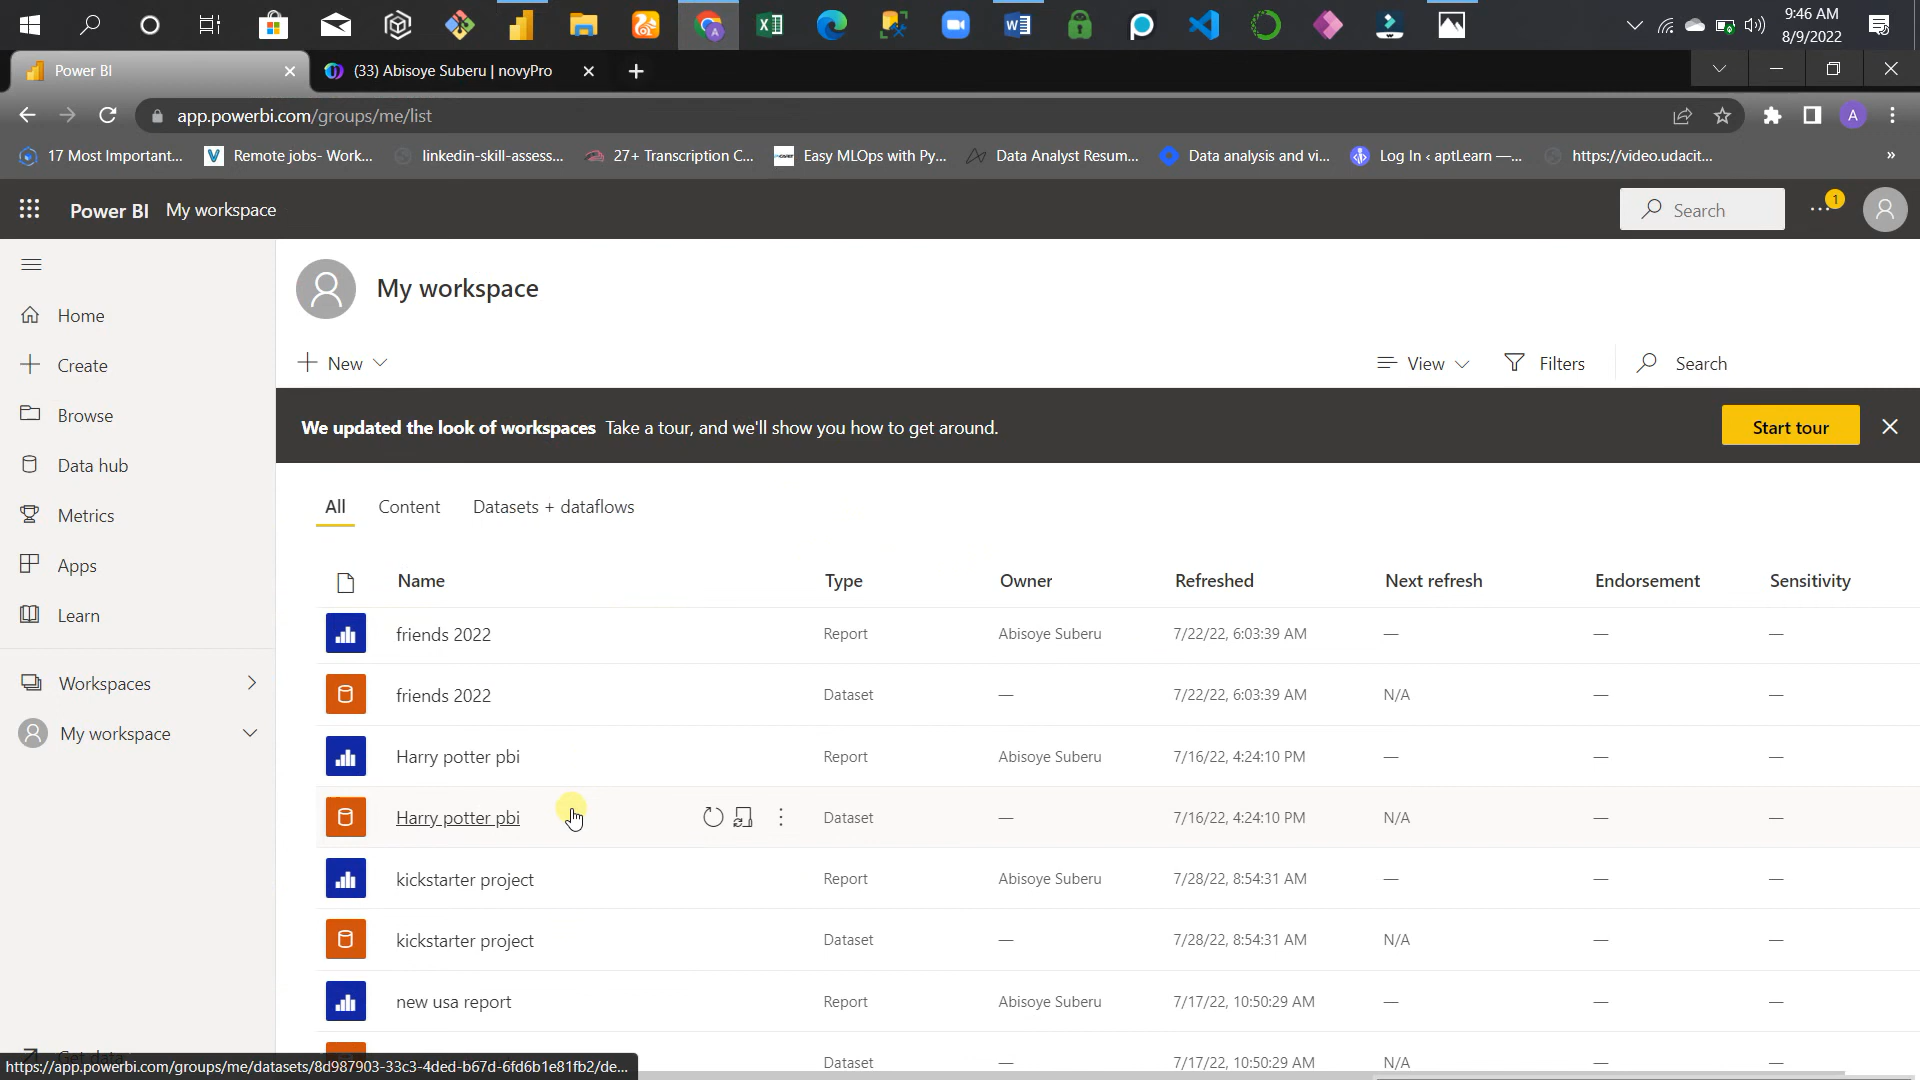 9:46 AM
8/9/2022
Power BI
(33) Abisoye Suberu | novyPro
app.powerbi.com/groups/me/list
A
17 Most Important...
Remote jobs- Work...
linkedin-skill-assess...
27+ Transcription C...
Easy MLOps with Py...
Data Analyst Resum...
Data analysis and vi...
Log In ‹ aptLearn —...
https://video.udacit...
»
Power BI My workspace
Search
1
Home
Create
Browse
Data hub
Metrics
Apps
Learn
Workspaces
My workspace
My workspace
New
View
Filters
Search
We updated the look of workspaces Take a tour, and we'll show you how to get around.
Start tour
All Content Datasets + dataflows
Name Type Owner Refreshed Next refresh Endorsement Sensitivity
friends 2022 Report Abisoye Suberu 7/22/22, 6:03:39 AM — — —
friends 2022 Dataset — 7/22/22, 6:03:39 AM N/A — —
Harry potter pbi Report Abisoye Suberu 7/16/22, 4:24:10 PM — — —
Harry potter pbi Dataset — 7/16/22, 4:24:10 PM N/A — —
kickstarter project Report Abisoye Suberu 7/28/22, 8:54:31 AM — — —
kickstarter project Dataset — 7/28/22, 8:54:31 AM N/A — —
new usa report Report Abisoye Suberu 7/17/22, 10:50:29 AM — — —
Dataset — 7/17/22, 10:50:29 AM N/A — —
https://app.powerbi.com/groups/me/datasets/8d987903-33c3-4ded-b67d-6fd6b1e81fb2/de...